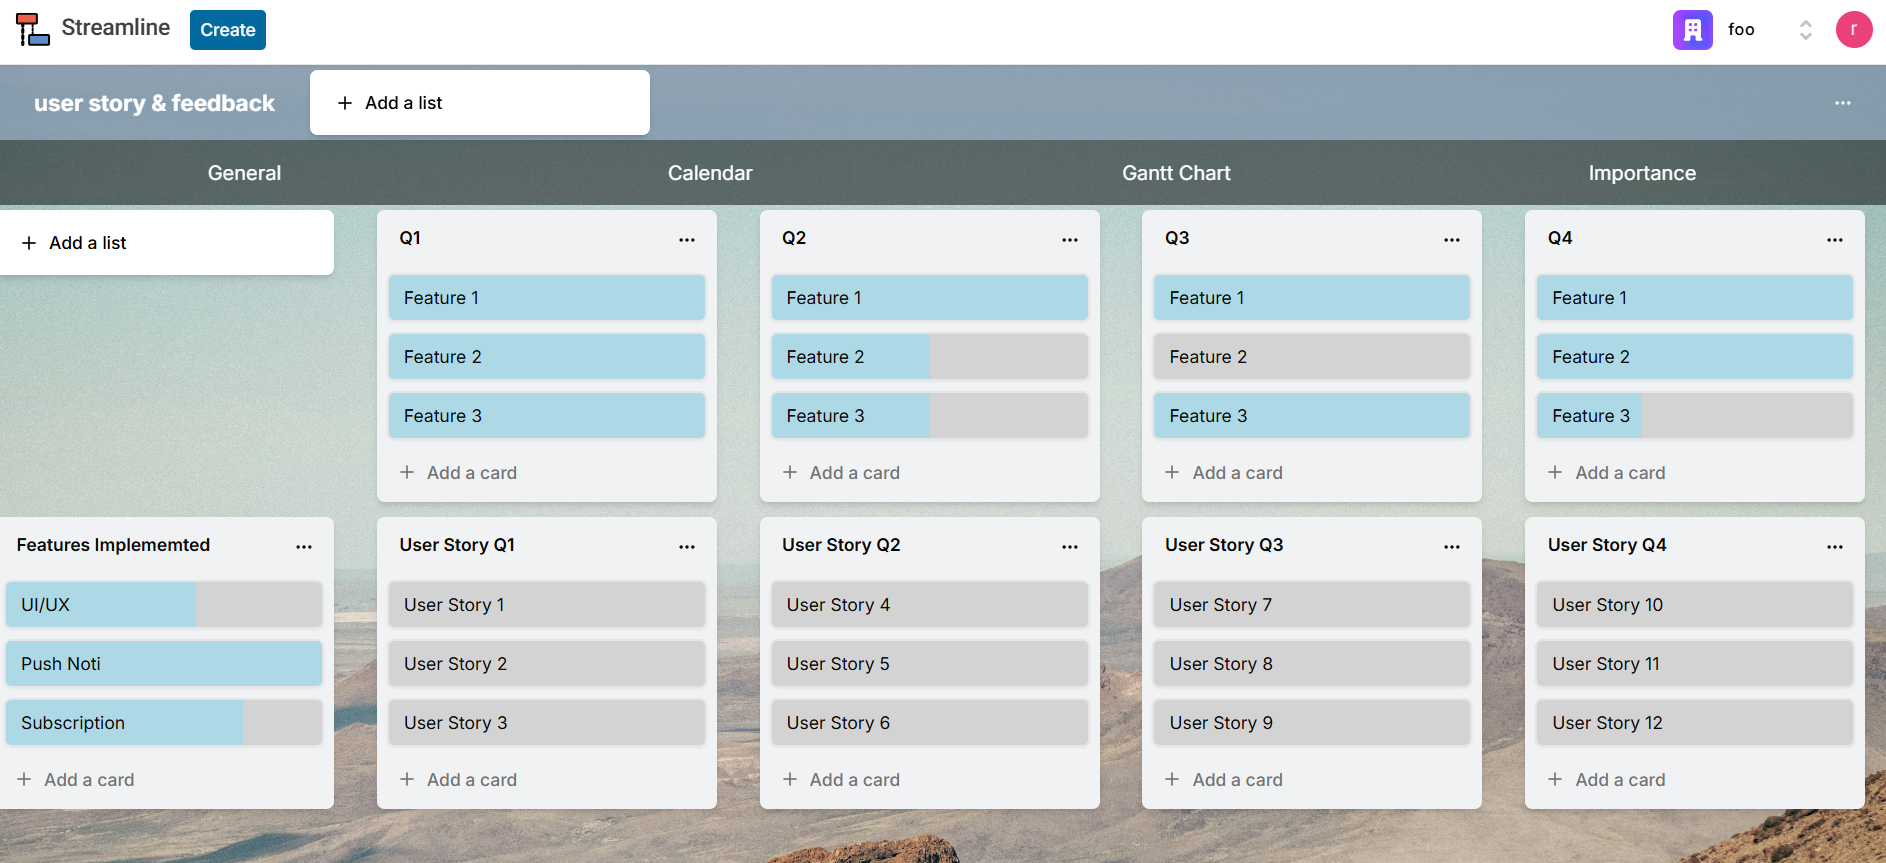 Streamline
Create
foo
r
user story & feedback
+ Add a list
General
Calendar
Gantt Chart
Importance
+ Add a list
Q1
Feature 1
Feature 2
Feature 3
+ Add a card
Q2
Feature 1
Feature 2
Feature 3
+ Add a card
Q3
Feature 1
Feature 2
Feature 3
+ Add a card
Q4
Feature 1
Feature 2
Feature 3
+ Add a card
Features Implememted
UI/UX
Push Noti
Subscription
+ Add a card
User Story Q1
User Story 1
User Story 2
User Story 3
+ Add a card
User Story Q2
User Story 4
User Story 5
User Story 6
+ Add a card
User Story Q3
User Story 7
User Story 8
User Story 9
+ Add a card
User Story Q4
User Story 10
User Story 11
User Story 12
+ Add a card